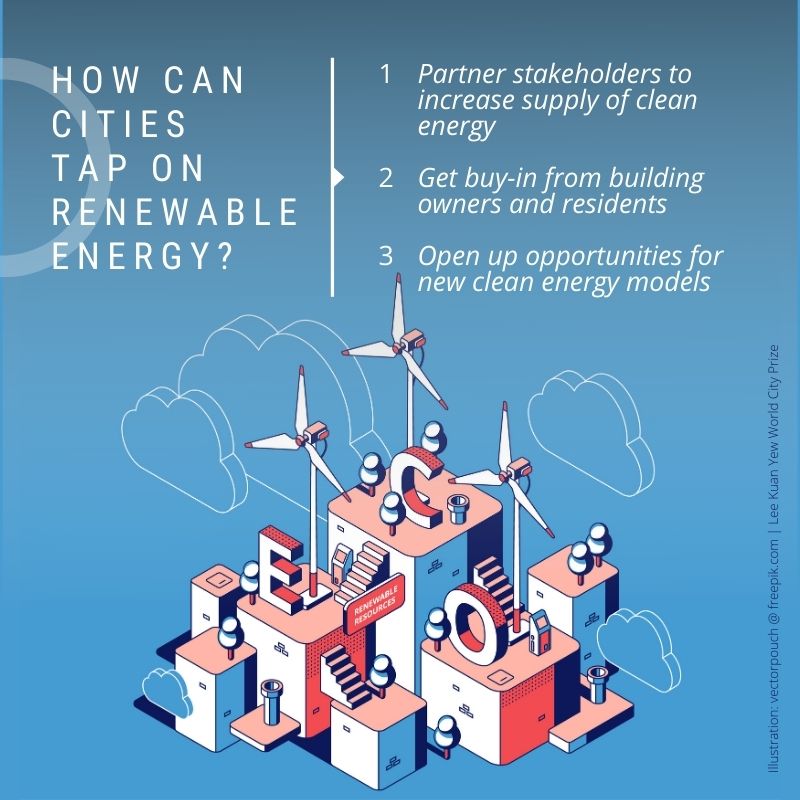 HOW CAN
CITIES
TAP ON
RENEWABLE
ENERGY?
1 Partner stakeholders to
increase supply of clean
energy
2 Get buy-in from building
owners and residents
3 Open up opportunities for
new clean energy models
E
C
O
RENEWABLE
RESOURCES
Illustration: vectorpouch @ freepik.com | Lee Kuan Yew World City Prize